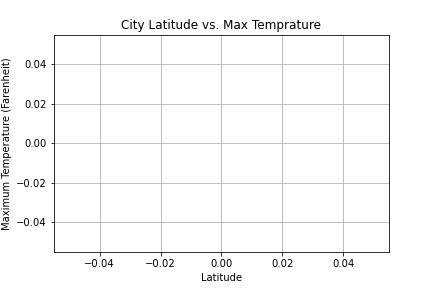 City Latitude vs. Max Temprature
Maximum Temperature (Farenheit)
0.04
0.02
0.00
−0.02
−0.04
−0.04 −0.02 0.00 0.02 0.04
Latitude